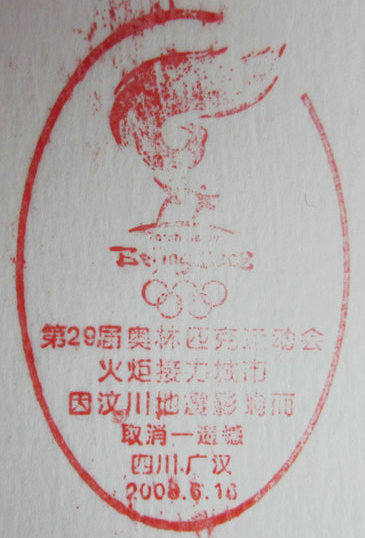 Beijing 2008
第29届奥林匹克运动会
火炬接力城市
因汶川地震影响而
取消一遗憾
四川.广汉
2008.6.16